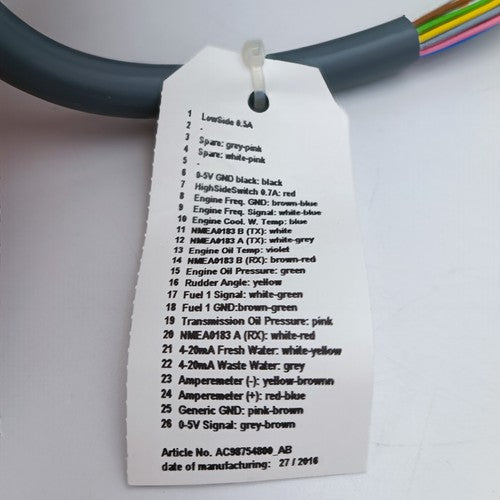 1 LowSide 0.5A
2 -
3 Spare: grey-pink
4 Spare: white-pink
5 -
6 0-5V GND black: black
7 HighSideSwitch 0.7A: red
8 Engine Freq. GND: brown-blue
9 Engine Freq. Signal: white-blue
10 Engine Cool. W. Temp: blue
11 NMEA0183 B (TX): white
12 NMEA0183 A (TX): white-grey
13 Engine Oil Temp: violet
14 NMEA0183 B (RX): brown-red
15 Engine Oil Pressure: green
16 Rudder Angle: yellow
17 Fuel 1 Signal: white-green
18 Fuel 1 GND:brown-green
19 Transmission Oil Pressure: pink
20 NMEA0183 A (RX): white-red
21 4-20mA Fresh Water: white-yellow
22 4-20mA Waste Water: grey
23 Amperemeter (-): yellow-brownn
24 Amperemeter (+): red-blue
25 Generic GND: pink-brown
26 0-5V Signal: grey-brown
Article No. AC98754800_AB
date of manufacturing: 27 / 2016